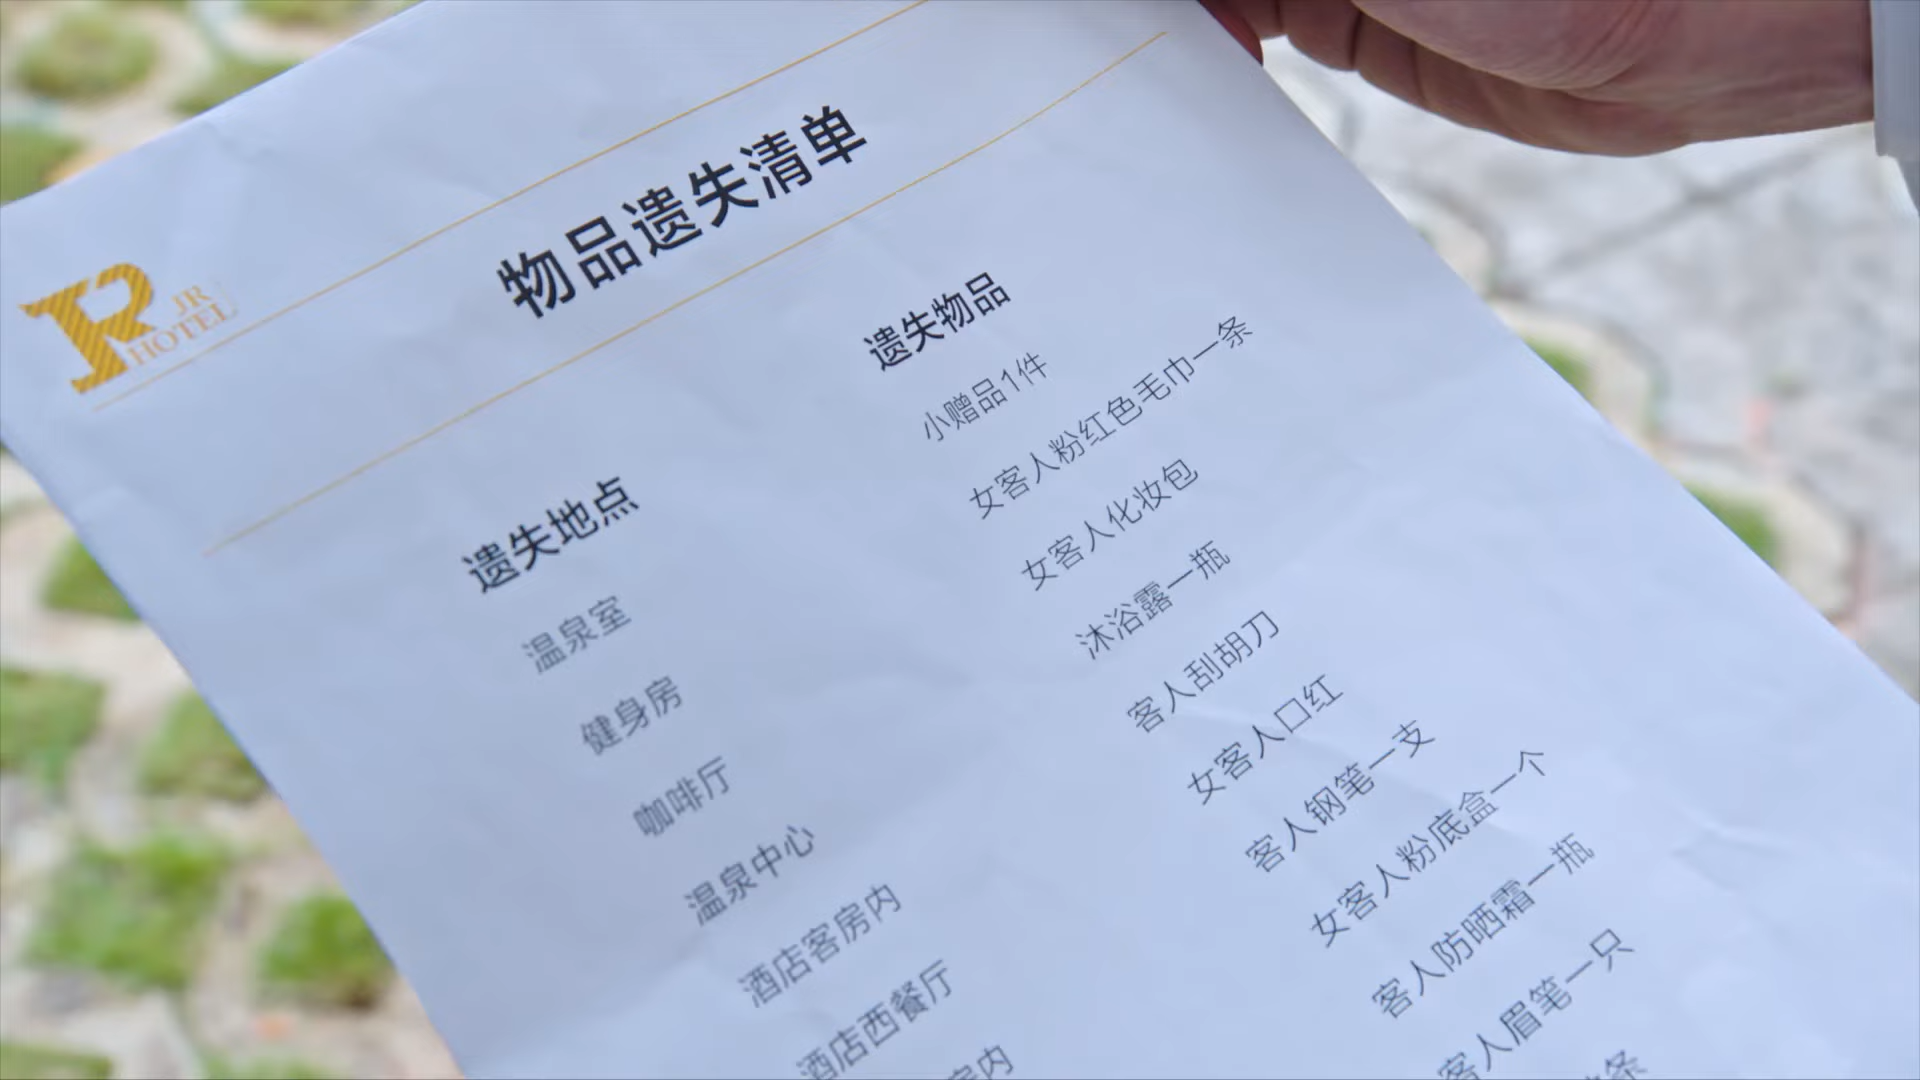 物品遗失清单
JR
HOTEL
遗失地点
温泉室
健身房
咖啡厅
温泉中心
酒店客房内
酒店西餐厅
房内
遗失物品
小赠品1件
女客人粉红色毛巾一条
女客人化妆包
沐浴露一瓶
客人刮胡刀
女客人口红
客人钢笔一支
女客人粉底盒一个
客人防晒霜一瓶
客人眉笔一只
条